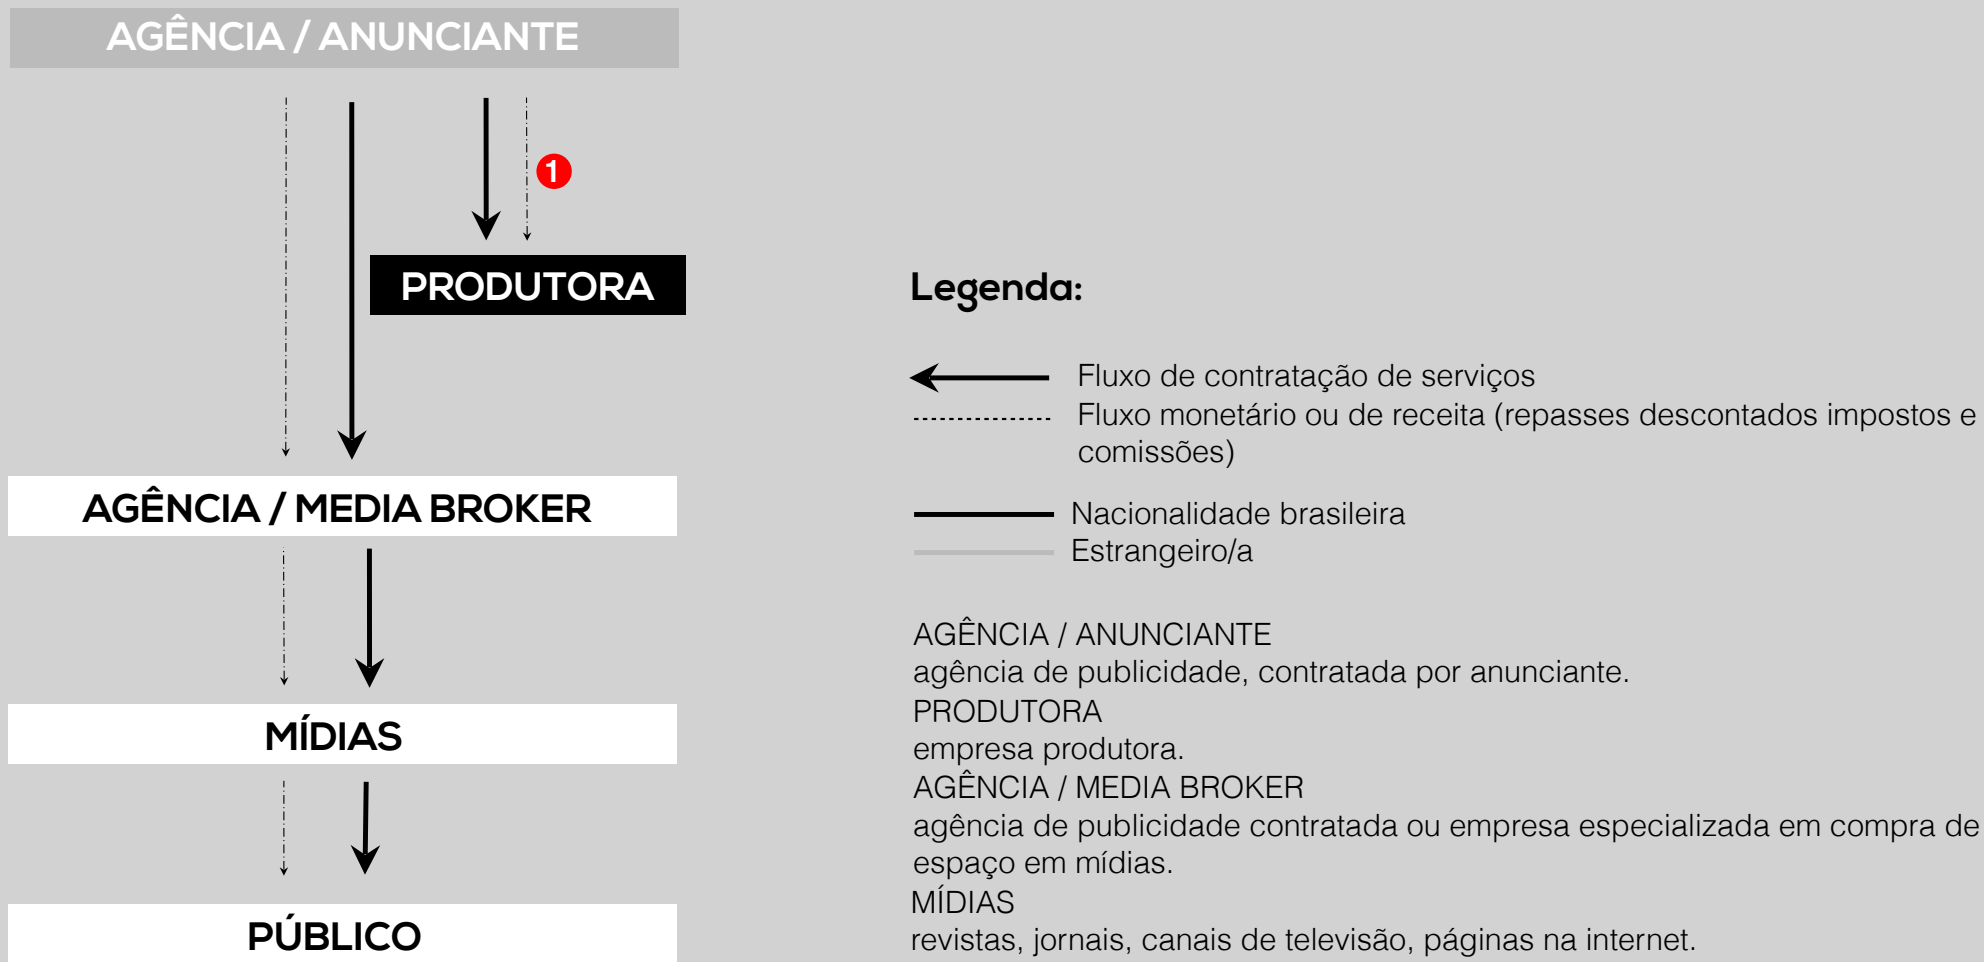 AGÊNCIA / ANUNCIANTE
1
PRODUTORA
AGÊNCIA / MEDIA BROKER
MÍDIAS
PÚBLICO
Legenda:
Fluxo de contratação de serviços
Fluxo monetário ou de receita (repasses descontados impostos e
comissões)
Nacionalidade brasileira
Estrangeiro/a
AGÊNCIA / ANUNCIANTE
agência de publicidade, contratada por anunciante.
PRODUTORA
empresa produtora.
AGÊNCIA / MEDIA BROKER
agência de publicidade contratada ou empresa especializada em compra de
espaço em mídias.
MÍDIAS
revistas, jornais, canais de televisão, páginas na internet.